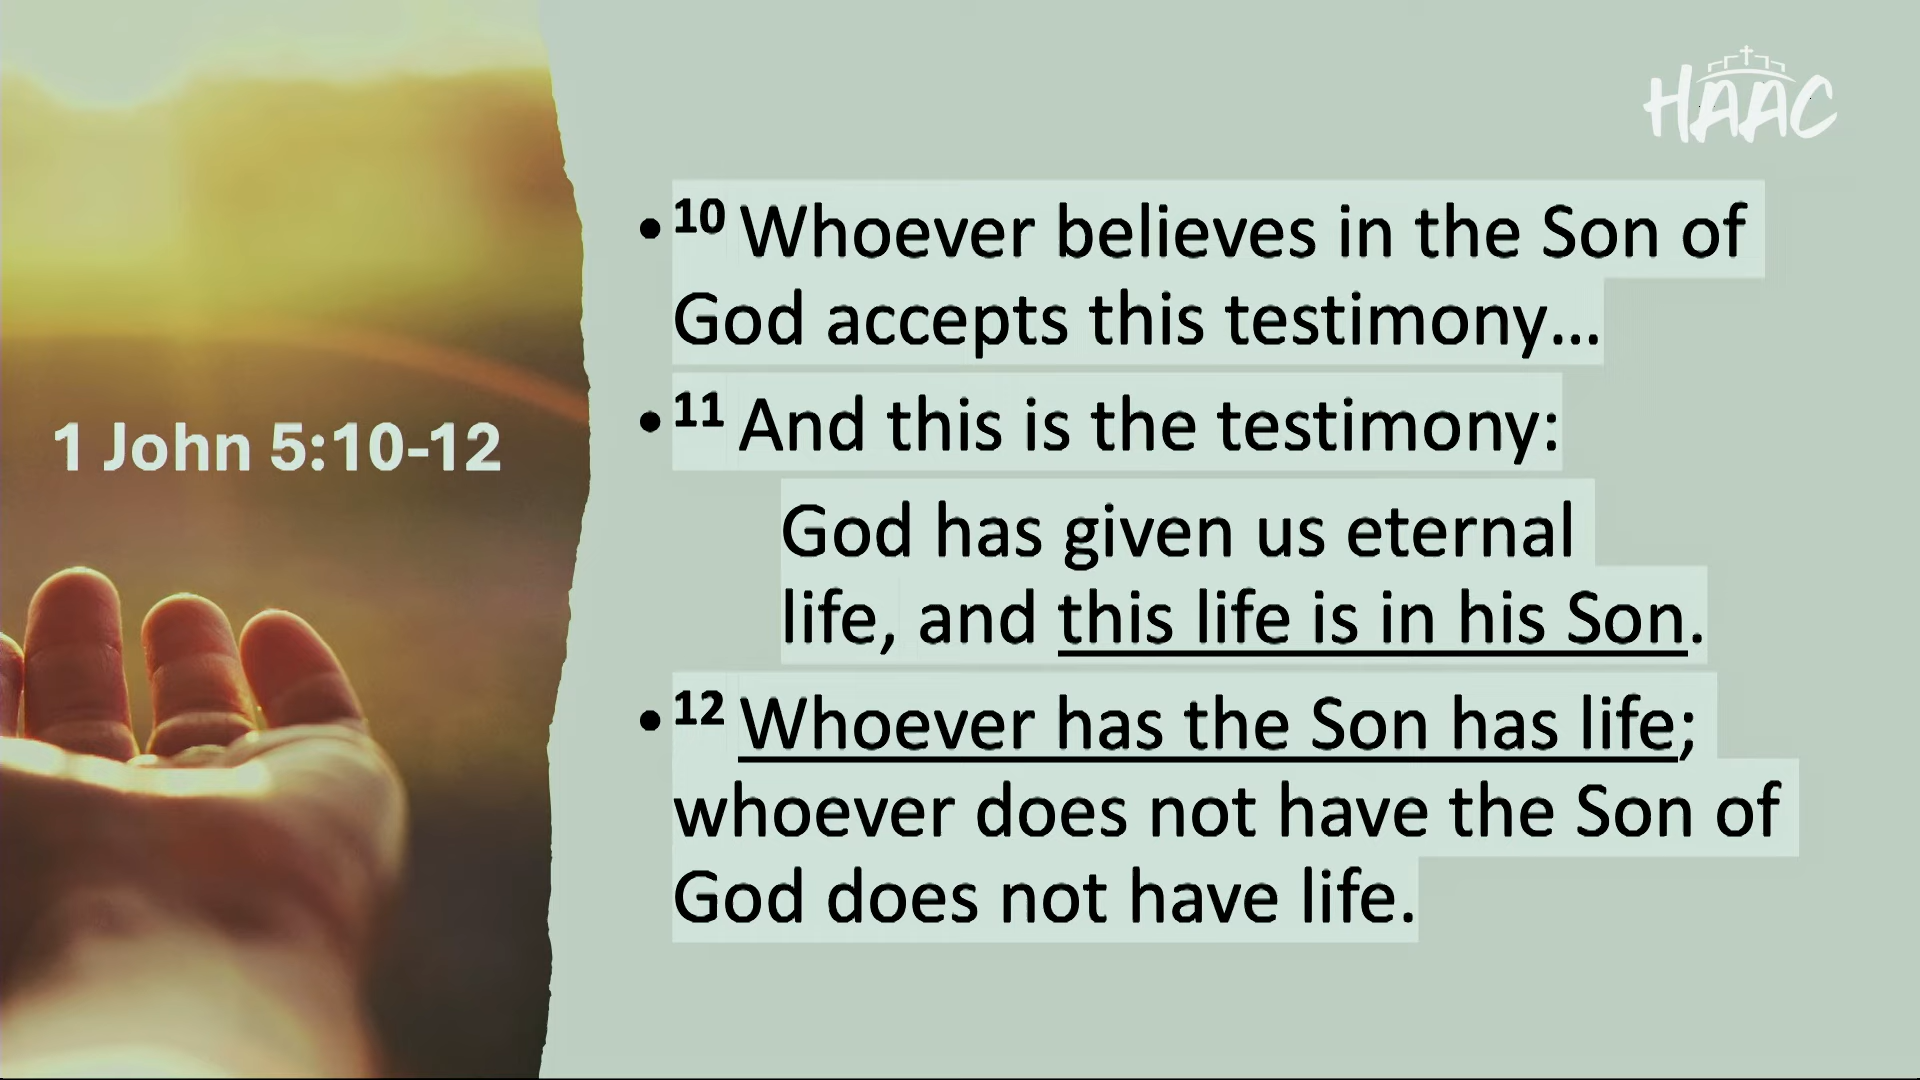 HAAC
1 John 5:10-12
• 10 Whoever believes in the Son of
God accepts this testimony…
• 11 And this is the testimony:
God has given us eternal
life, and this life is in his Son.
• 12 Whoever has the Son has life;
whoever does not have the Son of
God does not have life.